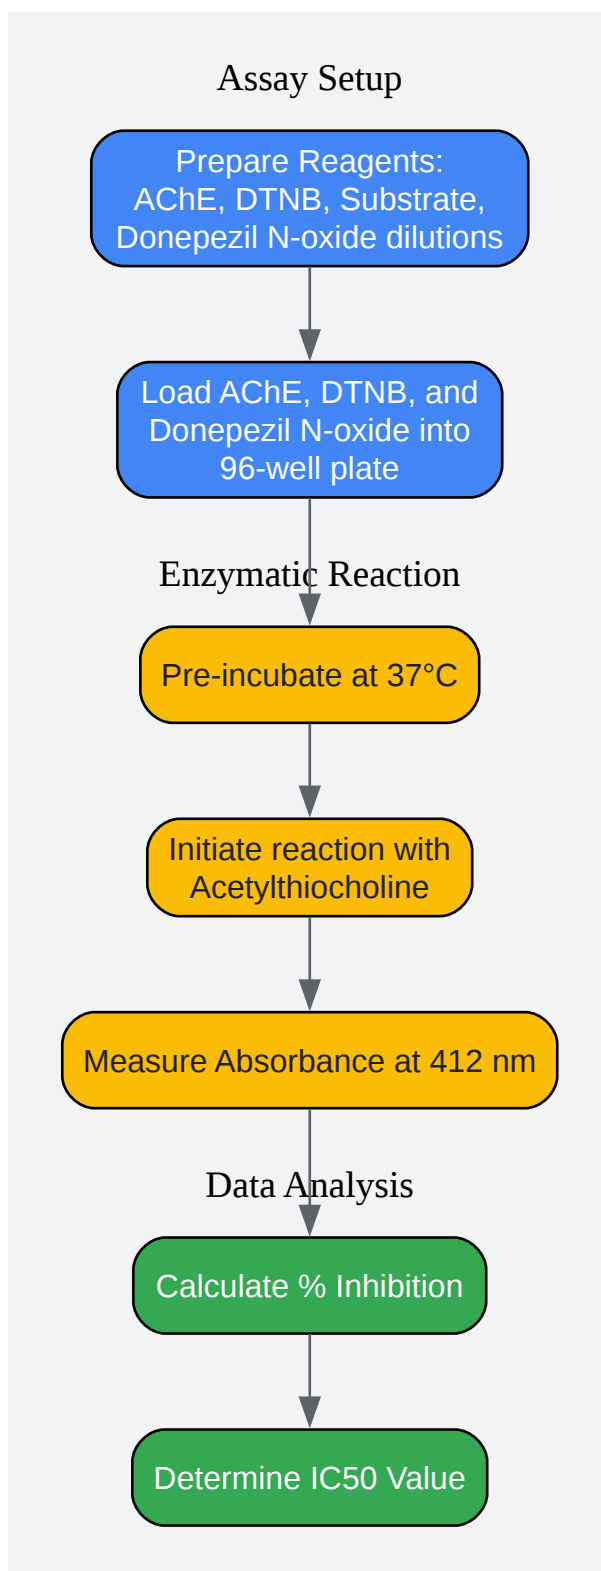 Assay Setup
Prepare Reagents:
AChE, DTNB, Substrate,
Donepezil N-oxide dilutions
Load AChE, DTNB, and
Donepezil N-oxide into
96-well plate
Enzymatic Reaction
Pre-incubate at 37°C
Initiate reaction with
Acetylthiocholine
Measure Absorbance at 412 nm
Data Analysis
Calculate % Inhibition
Determine IC50 Value